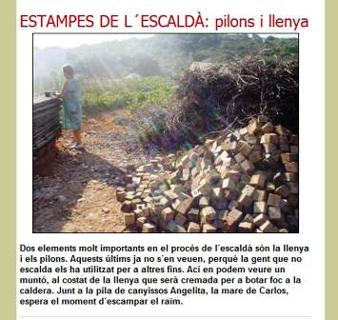 ESTAMPES DE L´ESCALDÀ: pilons i llenya
Dos elements molt importants en el procés de l´escaldà són la llenya
i els pilons. Aquests últims ja no s´en veuen, perquè la gent que no
escalda els ha utilitzat per a altres fins. Ací en podem veure un
muntó, al costat de la llenya que serà cremada per a botar foc a la
caldera. Junt a la pila de canyissos Angelita, la mare de Carlos,
espera el moment d´escampar el raïm.